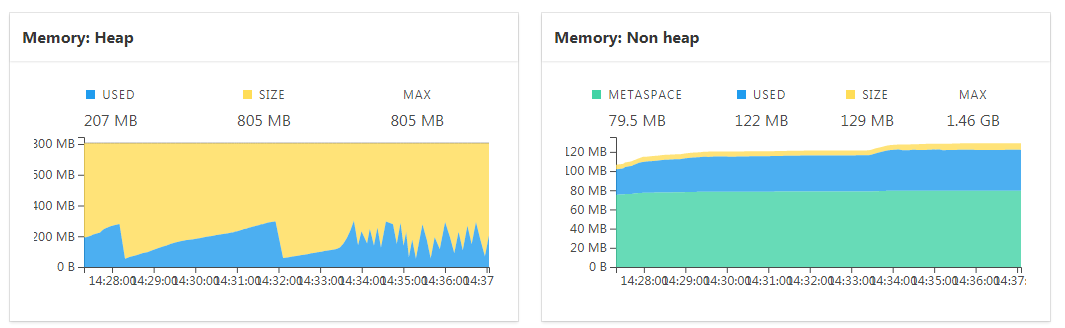 Memory: Heap
USED SIZE MAX
207 MB 805 MB 805 MB
800 MB
600 MB
400 MB
200 MB
0 B
14:28:00 14:29:00 14:30:00 14:31:00 14:32:00 14:33:00 14:34:00 14:35:00 14:36:00 14:37
Memory: Non heap
METASPACE USED SIZE MAX
79.5 MB 122 MB 129 MB 1.46 GB
120 MB
100 MB
80 MB
60 MB
40 MB
20 MB
0 B
14:28:00 14:29:00 14:30:00 14:31:00 14:32:00 14:33:00 14:34:00 14:35:00 14:36:00 14:37: